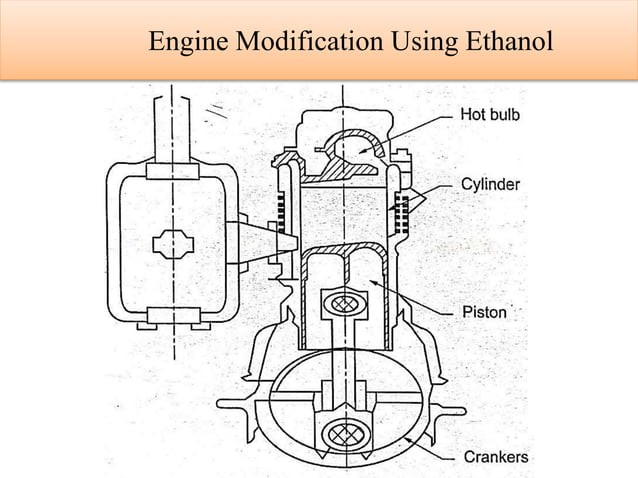 Engine Modification Using Ethanol
Hot bulb
Cylinder
Piston
Crankers